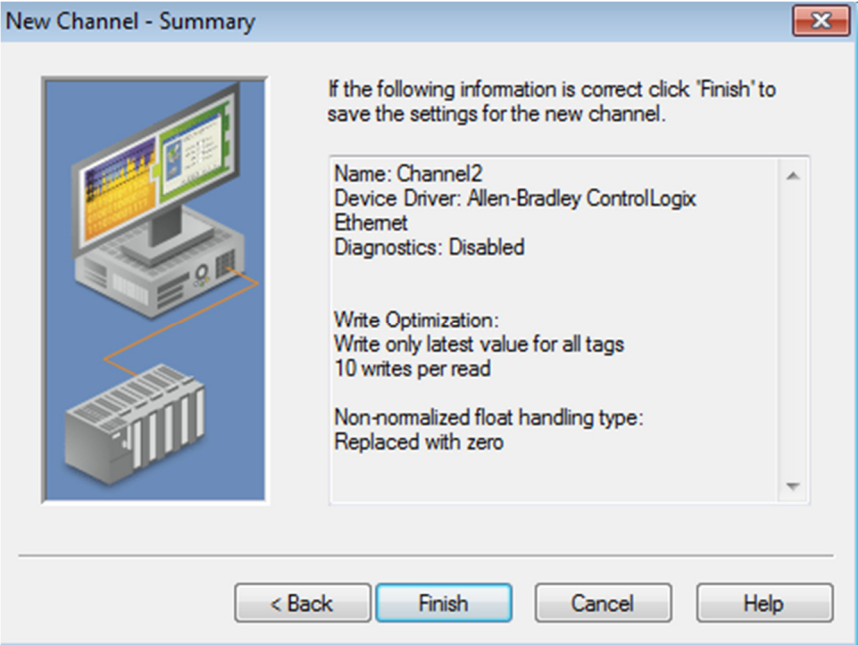 New Channel - Summary
If the following information is correct click 'Finish' to
save the settings for the new channel.
Name: Channel2
Device Driver: Allen-Bradley ControlLogix
Ethernet
Diagnostics: Disabled
Write Optimization:
Write only latest value for all tags
10 writes per read
Non-normalized float handling type:
Replaced with zero
< Back
Finish
Cancel
Help